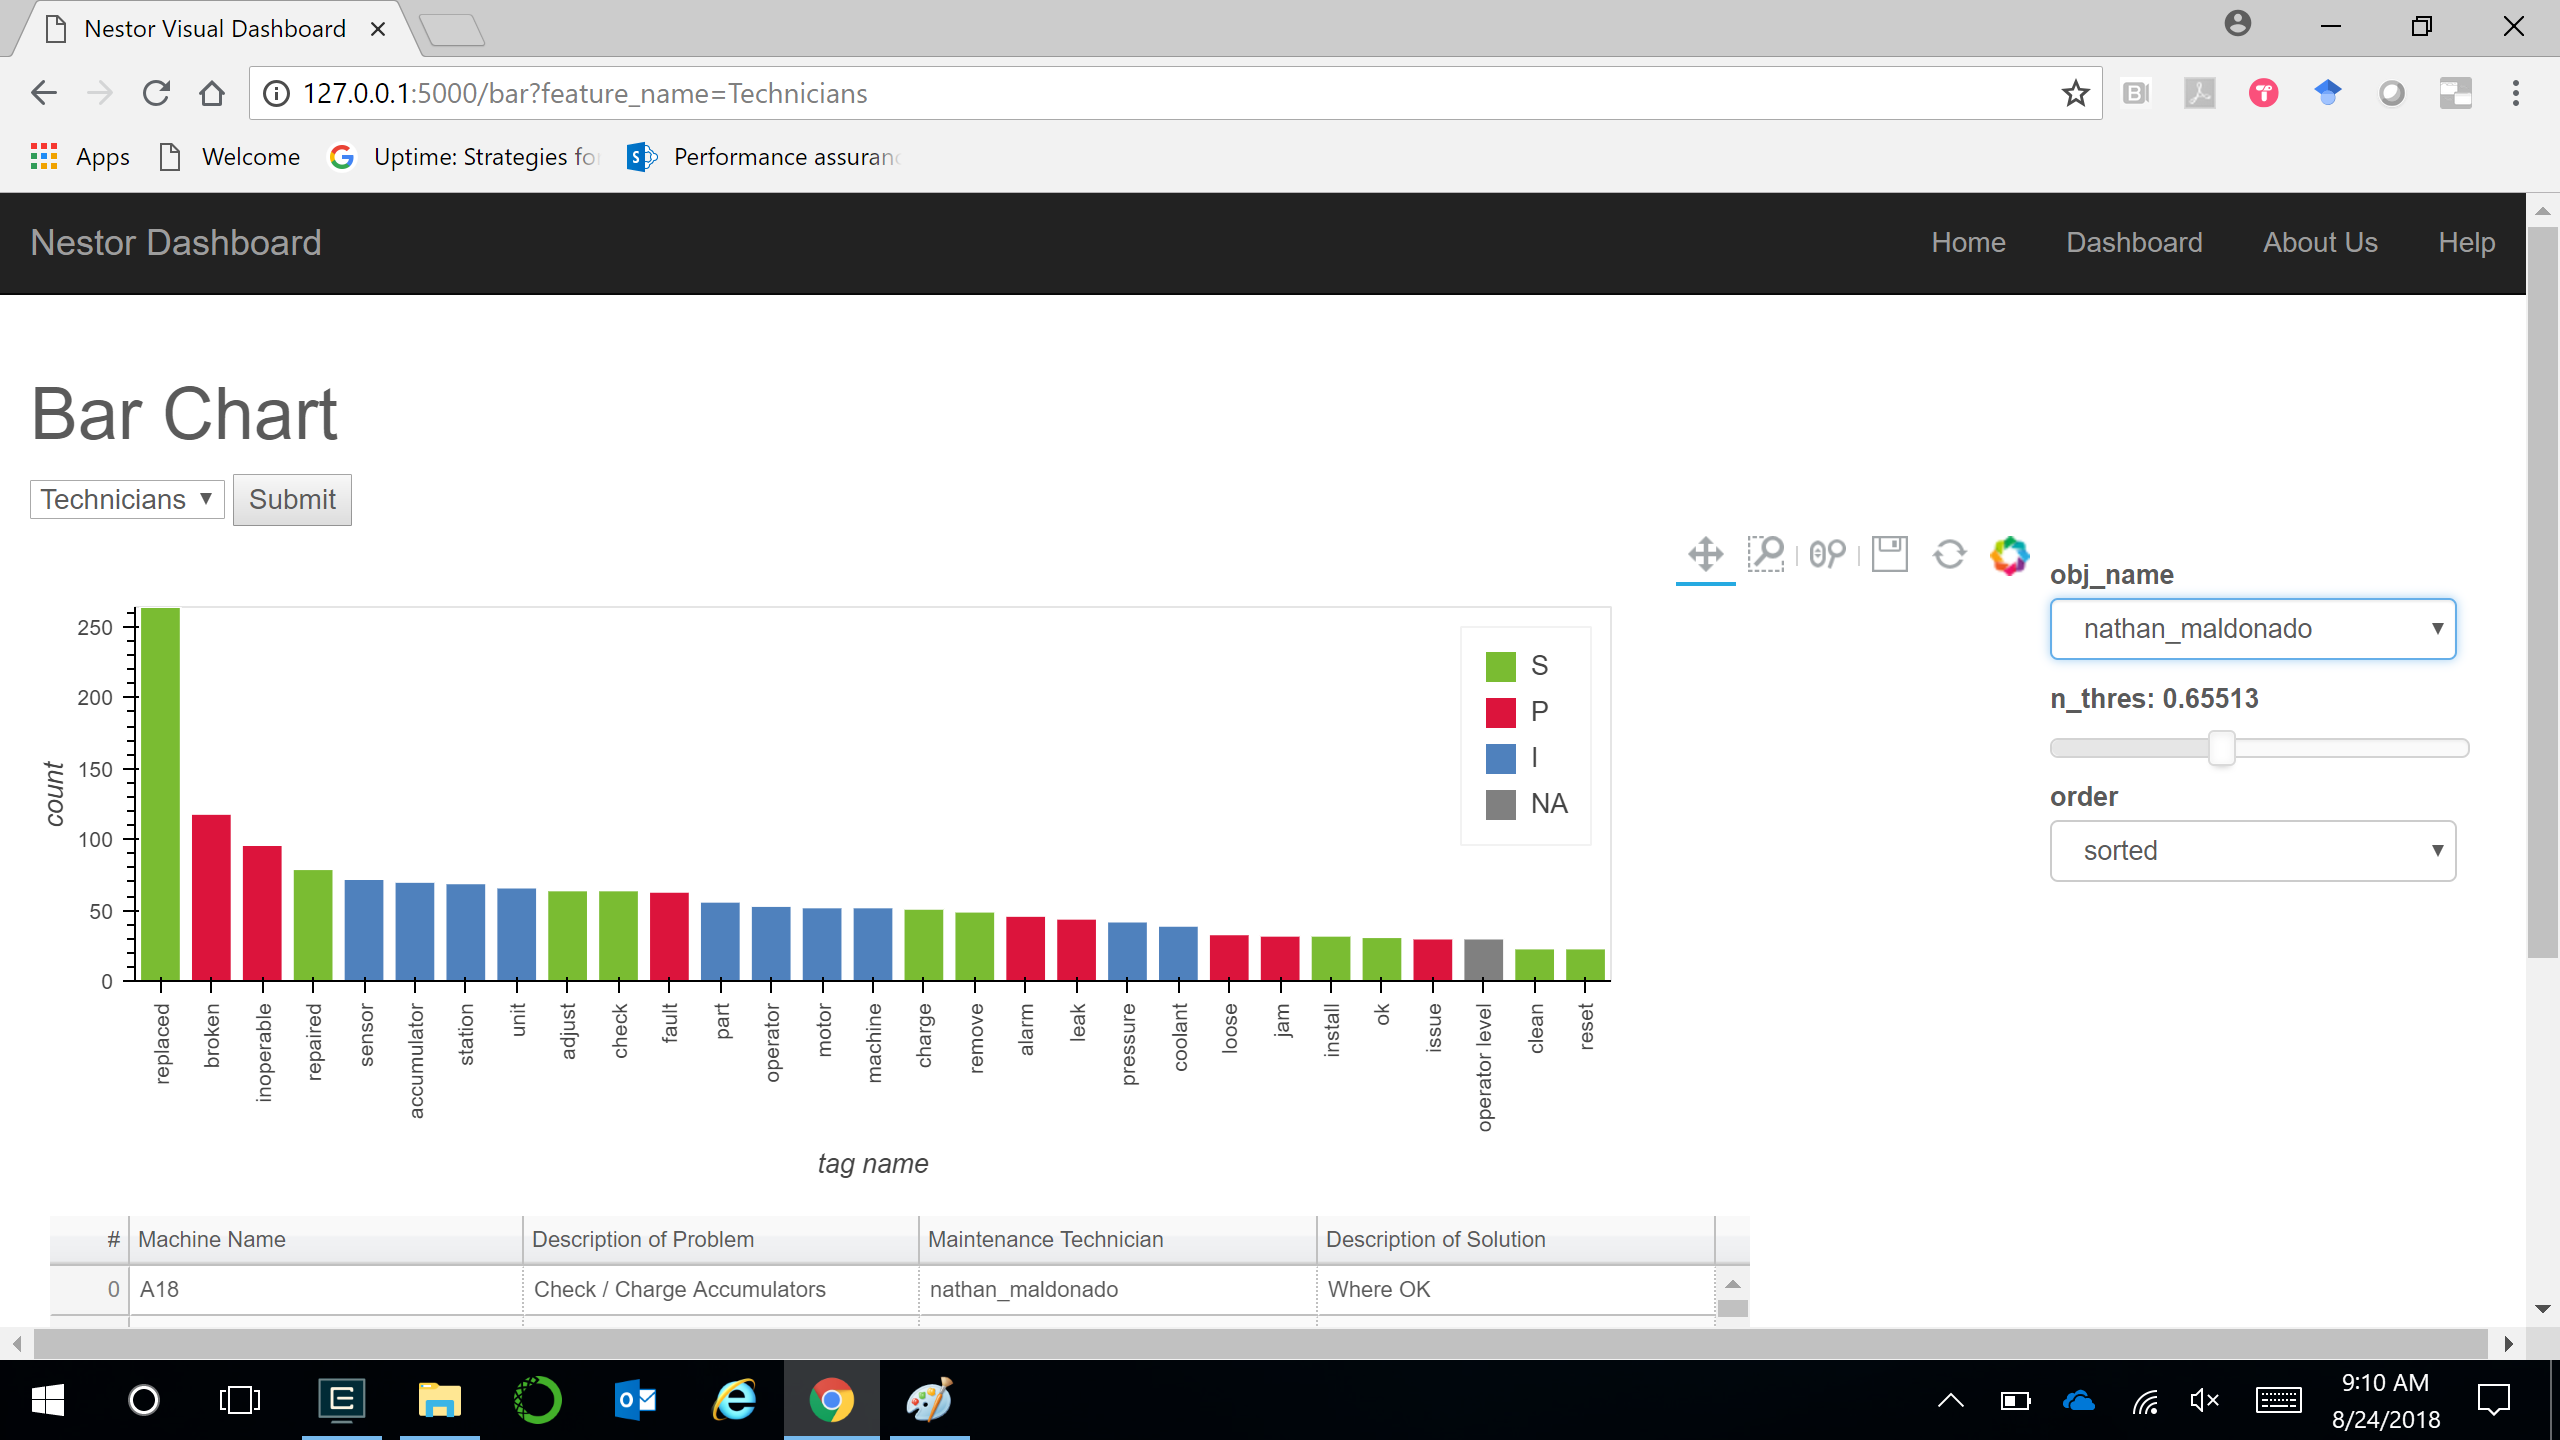 Nestor Visual Dashboard
127.0.0.1:5000/bar?feature_name=Technicians
Apps Welcome Uptime: Strategies for Performance assuranc
Nestor Dashboard Home Dashboard About Us Help
Bar Chart
Technicians Submit
obj_name
nathan_maldonado
n_thres: 0.65513
order
sorted
count
250
200
150
100
50
0
S
P
I
NA
replaced broken inoperable repaired sensor accumulator station unit adjust check fault part operator motor machine charge remove alarm leak pressure coolant loose jam install ok issue operator level clean reset
tag name
# Machine Name Description of Problem Maintenance Technician Description of Solution
0 A18 Check / Charge Accumulators nathan_maldonado Where OK
9:10 AM
8/24/2018